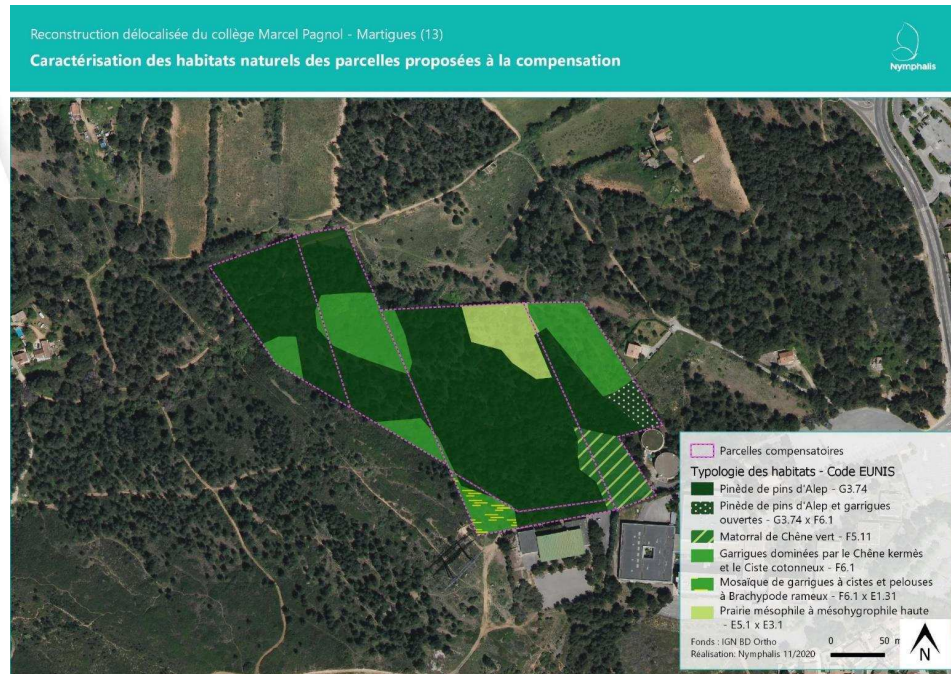 Reconstruction délocalisée du collège Marcel Pagnol - Martigues (13)
Caractérisation des habitats naturels des parcelles proposées à la compensation
Nymphalis
Parcelles compensatoires
Typologie des habitats - Code EUNIS
Pinède de pins d'Alep - G3.74
Pinède de pins d'Alep et garrigues
ouvertes - G3.74 x F6.1
Matorral de Chêne vert - F5.11
Garrigues dominées par le Chêne kermès
et le Ciste cotonneux - F6.1
Mosaïque de garrigues à cistes et pelouses
à Brachypode rameux - F6.1 x E1.31
Prairie mésophile à mésohygrophile haute
- E5.1 x E3.1
Fonds : IGN BD Ortho
Réalisation: Nymphalis 11/2020
0 50 m
N